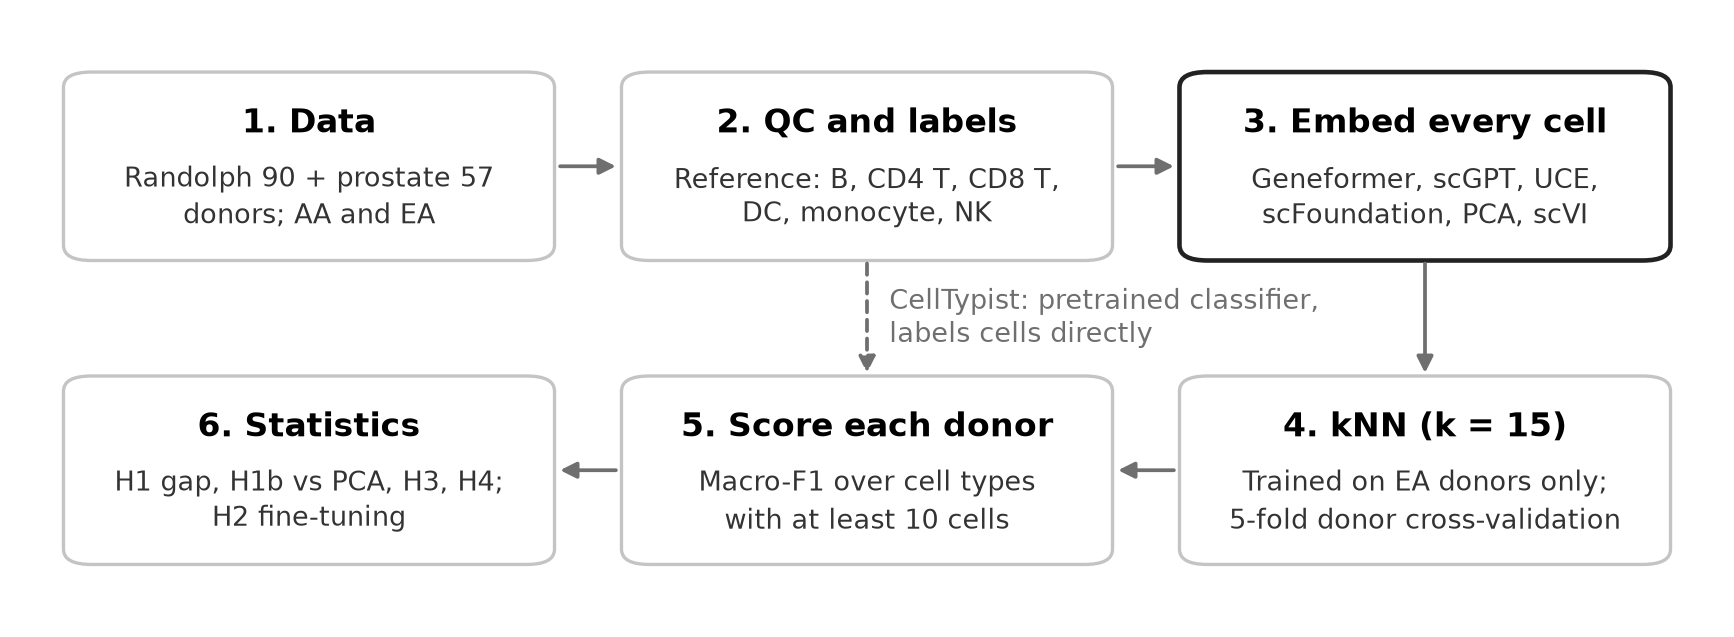 1. Data
Randolph 90 + prostate 57
donors; AA and EA
2. QC and labels
Reference: B, CD4 T, CD8 T,
DC, monocyte, NK
3. Embed every cell
Geneformer, scGPT, UCE,
scFoundation, PCA, scVI
CellTypist: pretrained classifier,
labels cells directly
4. kNN (k = 15)
Trained on EA donors only;
5-fold donor cross-validation
5. Score each donor
Macro-F1 over cell types
with at least 10 cells
6. Statistics
H1 gap, H1b vs PCA, H3, H4;
H2 fine-tuning